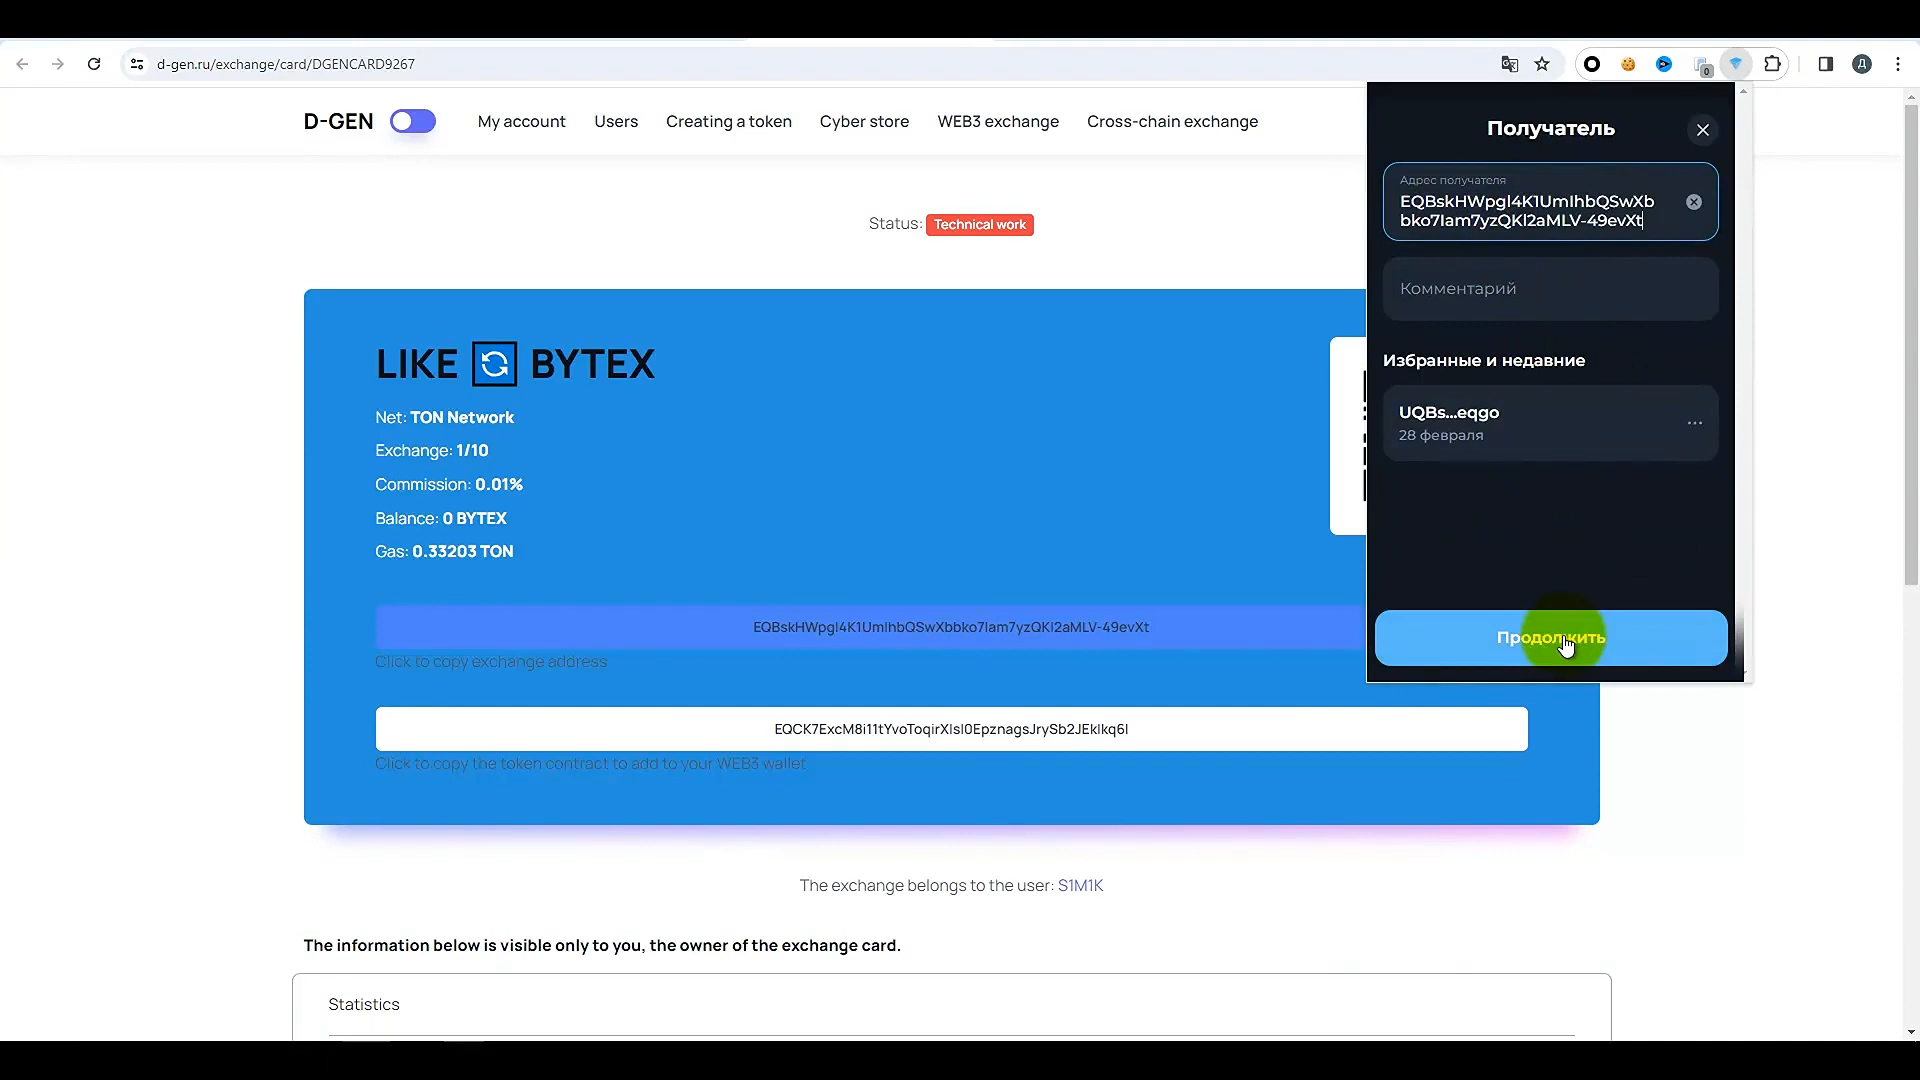 d-gen.ru/exchange/card/DGENCARD9267
0
Д
D-GEN
My account
Users
Creating a token
Cyber store
WEB3 exchange
Cross-chain exchange
Status: Technical work
LIKE BYTEX
Net: TON Network
Exchange: 1/10
Commission: 0.01%
Balance: 0 BYTEX
Gas: 0.33203 TON
EQBskHWpgl4K1UmlhbQSwXbbko7lam7yzQKl2aMLV-49evXt
Click to copy exchange address
EQCK7ExcM8i11tYvoToqirXlsl0EpznagsJrySb2JEklkq6l
Click to copy the token contract to add to your WEB3 wallet
The exchange belongs to the user: S1M1K
The information below is visible only to you, the owner of the exchange card.
Statistics
Получатель
Адрес получателя
EQBskHWpgl4K1UmlhbQSwXb
bko7lam7yzQKl2aMLV-49evXt
Комментарий
Избранные и недавние
UQBs...eqgo
28 февраля
Продолжить